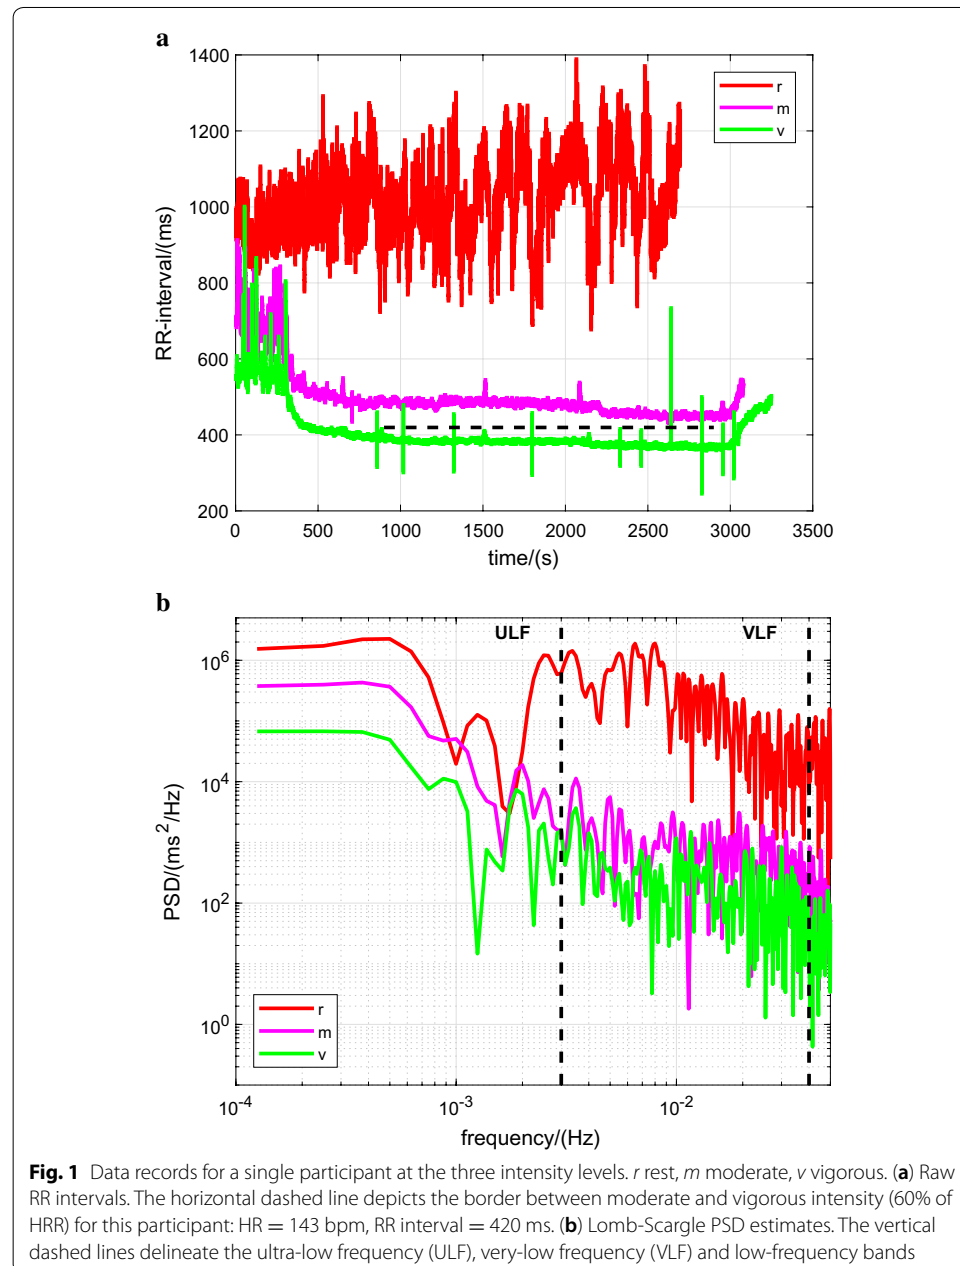 a
1400
1200
1000
800
600
400
200
RR-interval/(ms)
r
m
v
0 500 1000 1500 2000 2500 3000 3500
time/(s)
b
ULF VLF
10^6
10^4
10^2
10^0
PSD/(ms^2/Hz)
r
m
v
10^-4 10^-3 10^-2
frequency/(Hz)
Fig. 1 Data records for a single participant at the three intensity levels. r rest, m moderate, v vigorous. (a) Raw
RR intervals. The horizontal dashed line depicts the border between moderate and vigorous intensity (60% of
HRR) for this participant: HR = 143 bpm, RR interval = 420 ms. (b) Lomb-Scargle PSD estimates. The vertical
dashed lines delineate the ultra-low frequency (ULF), very-low frequency (VLF) and low-frequency bands